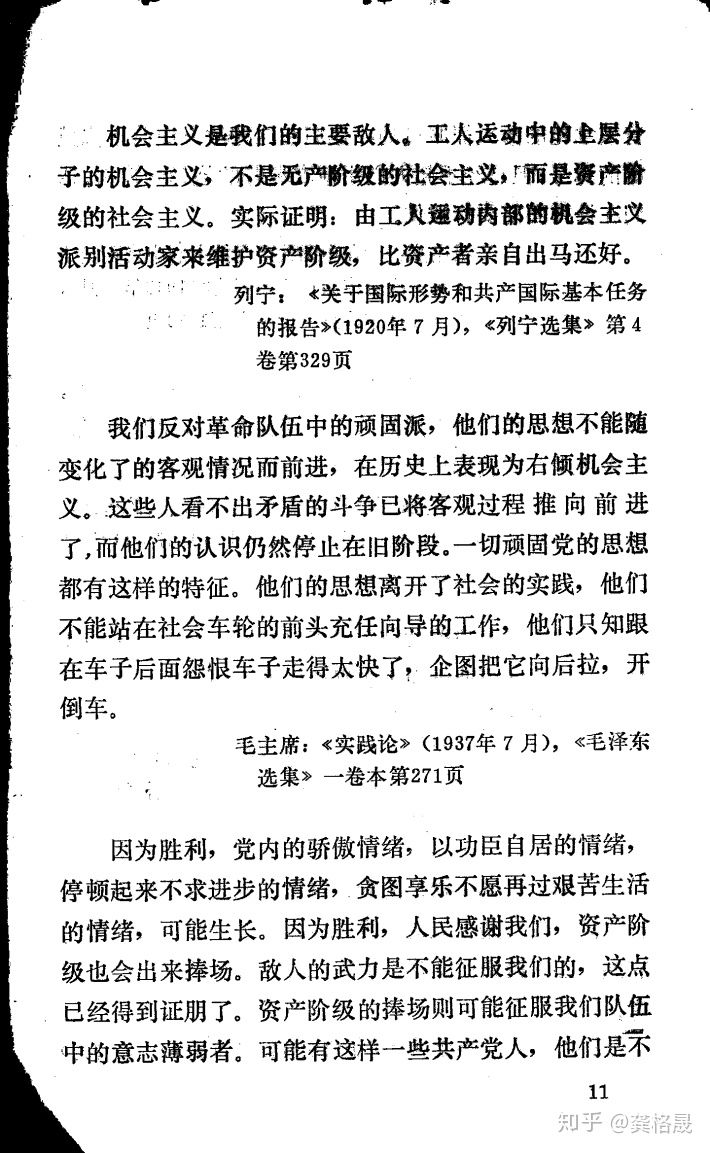 机会主义是我们的主要敌人。工人运动中的上层分
子的机会主义，不是无产阶级的社会主义，而是资产阶
级的社会主义。实际证明：由工人运动内部的机会主义
派别活动家来维护资产阶级，比资产者亲自出马还好。
列宁：《关于国际形势和共产国际基本任务
的报告》（1920年7月），《列宁选集》第4
卷第329页
我们反对革命队伍中的顽固派，他们的思想不能随
变化了的客观情况而前进，在历史上表现为右倾机会主
义。这些人看不出矛盾的斗争已将客观过程推向前进
了，而他们的认识仍然停止在旧阶段。一切顽固党的思想
都有这样的特征。他们的思想离开了社会的实践，他们
不能站在社会车轮的前头充任向导的工作，他们只知跟
在车子后面怨恨车子走得太快了，企图把它向后拉，开
倒车。
毛主席：《实践论》（1937年7月），《毛泽东
选集》一卷本第271页
因为胜利，党内的骄傲情绪，以功臣自居的情绪，
停顿起来不求进步的情绪，贪图享乐不愿再过艰苦生活
的情绪，可能生长。因为胜利，人民感谢我们，资产阶
级也会出来捧场。敌人的武力是不能征服我们的，这点
已经得到证朋了。资产阶级的捧场则可能征服我们队伍
中的意志薄弱者。可能有这样一些共产党人，他们是不
11
知乎 @龚格晟